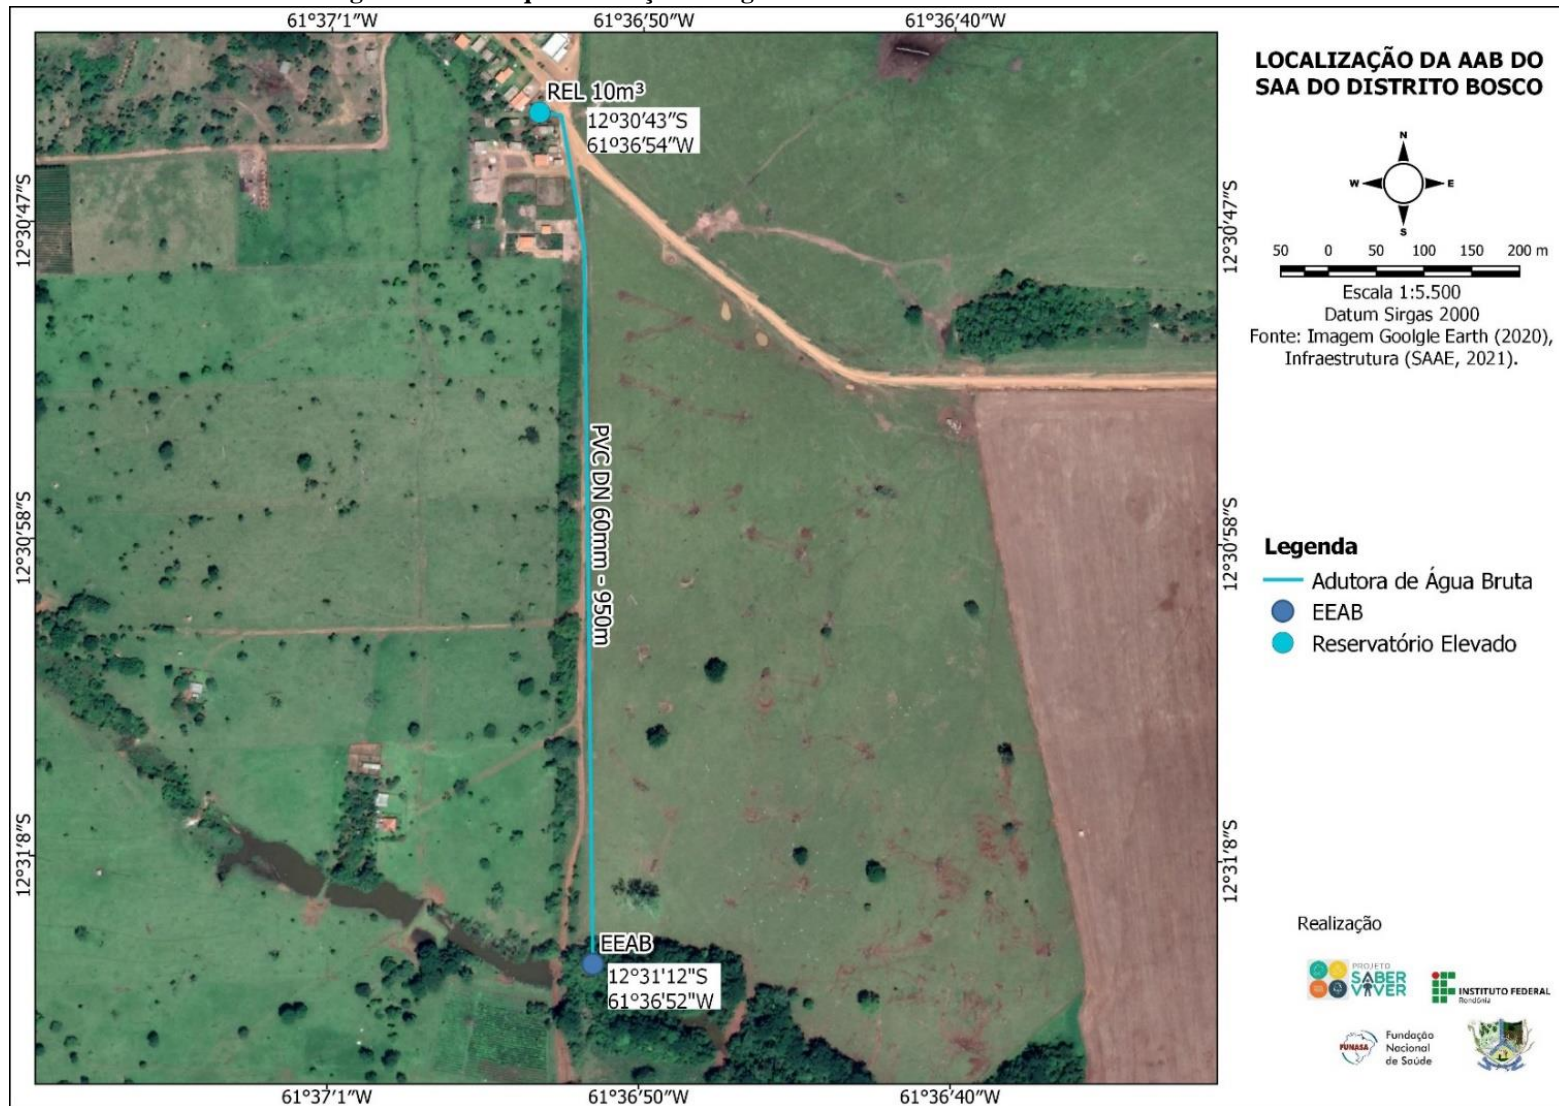 61°37'1"W 61°36'50"W 61°36'40"W
LOCALIZAÇÃO DA AAB DO
SAA DO DISTRITO BOSCO
REL 10m³
12º30'43"S
61º36'54"W
N
W E
S
50 0 50 100 150 200 m
Escala 1:5.500
Datum Sirgas 2000
Fonte: Imagem Goolgle Earth (2020),
Infraestrutura (SAAE, 2021).
12°30'47"S
12°30'47"S
PVC DN 60mm - 950m
12°30'58"S
12°30'58"S
Legenda
Adutora de Água Bruta
EEAB
Reservatório Elevado
12°31'8"S
12°31'8"S
EEAB
12°31'12"S
61°36'52"W
Realização
PROJETO
SABER
VIVER
INSTITUTO FEDERAL
Rondônia
FUNASA
Fundação
Nacional
de Saúde
61°37'1"W 61°36'50"W 61°36'40"W